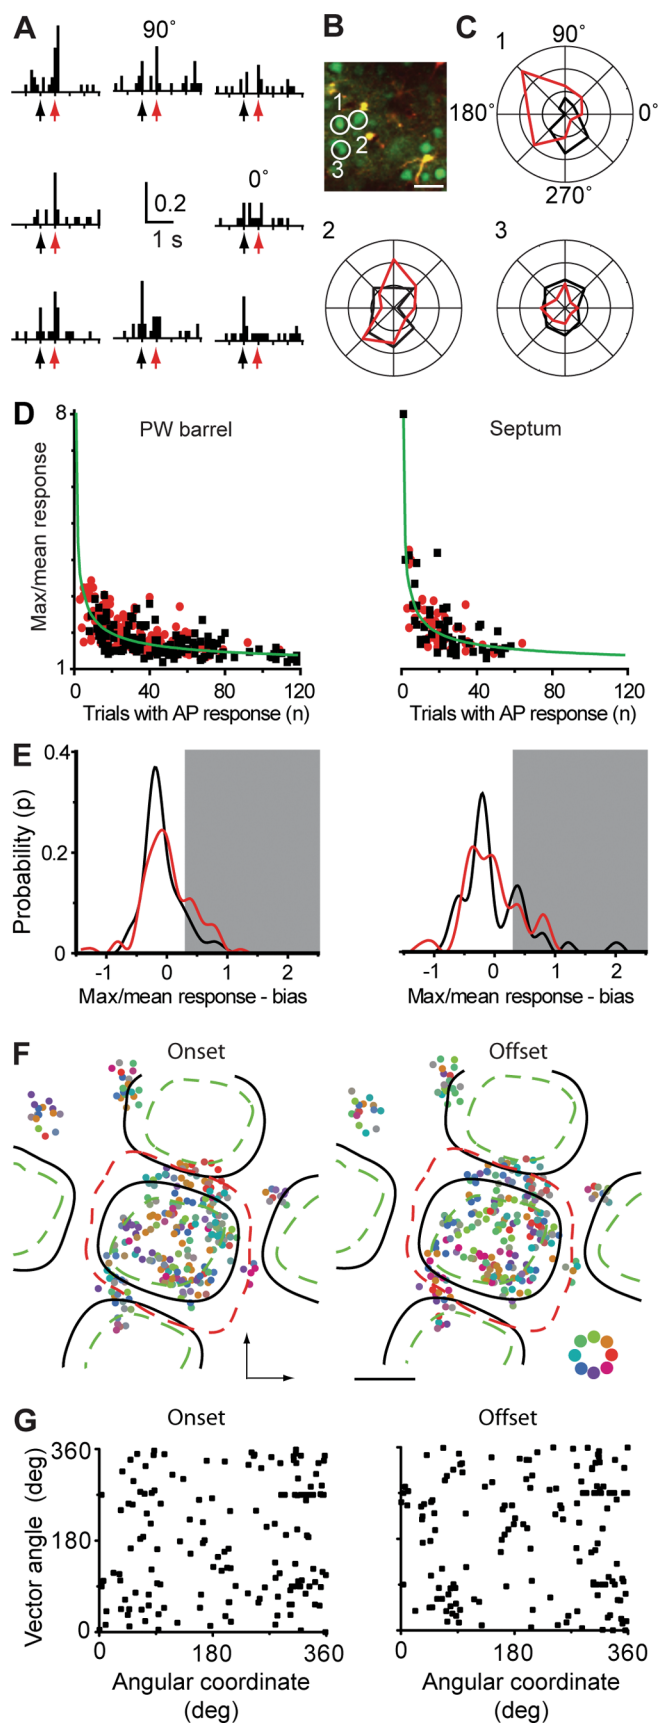 A
90°
0°
0.2
1 s
B
1
2
3
C
1
90°
180°
0°
270°
2
3
D
PW barrel
Septum
Max/mean response
8
1
0 40 80 120
0 40 80 120
Trials with AP response (n)
Trials with AP response (n)
E
Probability (p)
0.4
0.2
0
-1 0 1 2
-1 0 1 2
Max/mean response - bias
Max/mean response - bias
F
Onset
Offset
G
Onset
Offset
Vector angle (deg)
360
180
0
0 180 360
0 180 360
Angular coordinate
(deg)
Angular coordinate
(deg)